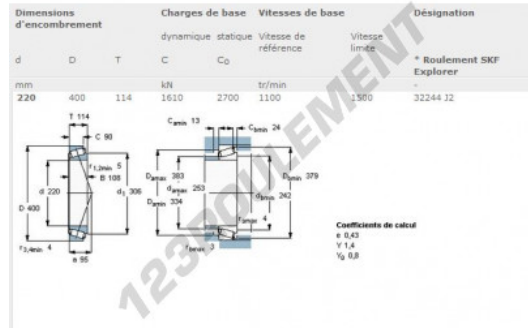 Dimensions d'encombrement Charges de base Vitesses de base Désignation
dynamique statique Vitesse de référence Vitesse limite
d D T C C0 * Roulement SKF Explorer
mm kN tr/min -
220 400 114 1610 2700 1100 1500 32244 J2
T 114
C 90
r1,2min 5
B 108
d 220
d1 306
D 400
r3,4min 4
a 95
Camin 13
Cbmin 24
Damax 383
damax 253
Damin 334
Dbmin 379
dbmin 242
ramax 4
rbmax 3
Coefficients de calcul
e 0,43
Y 1,4
Y0 0,8
123ROULEMENT